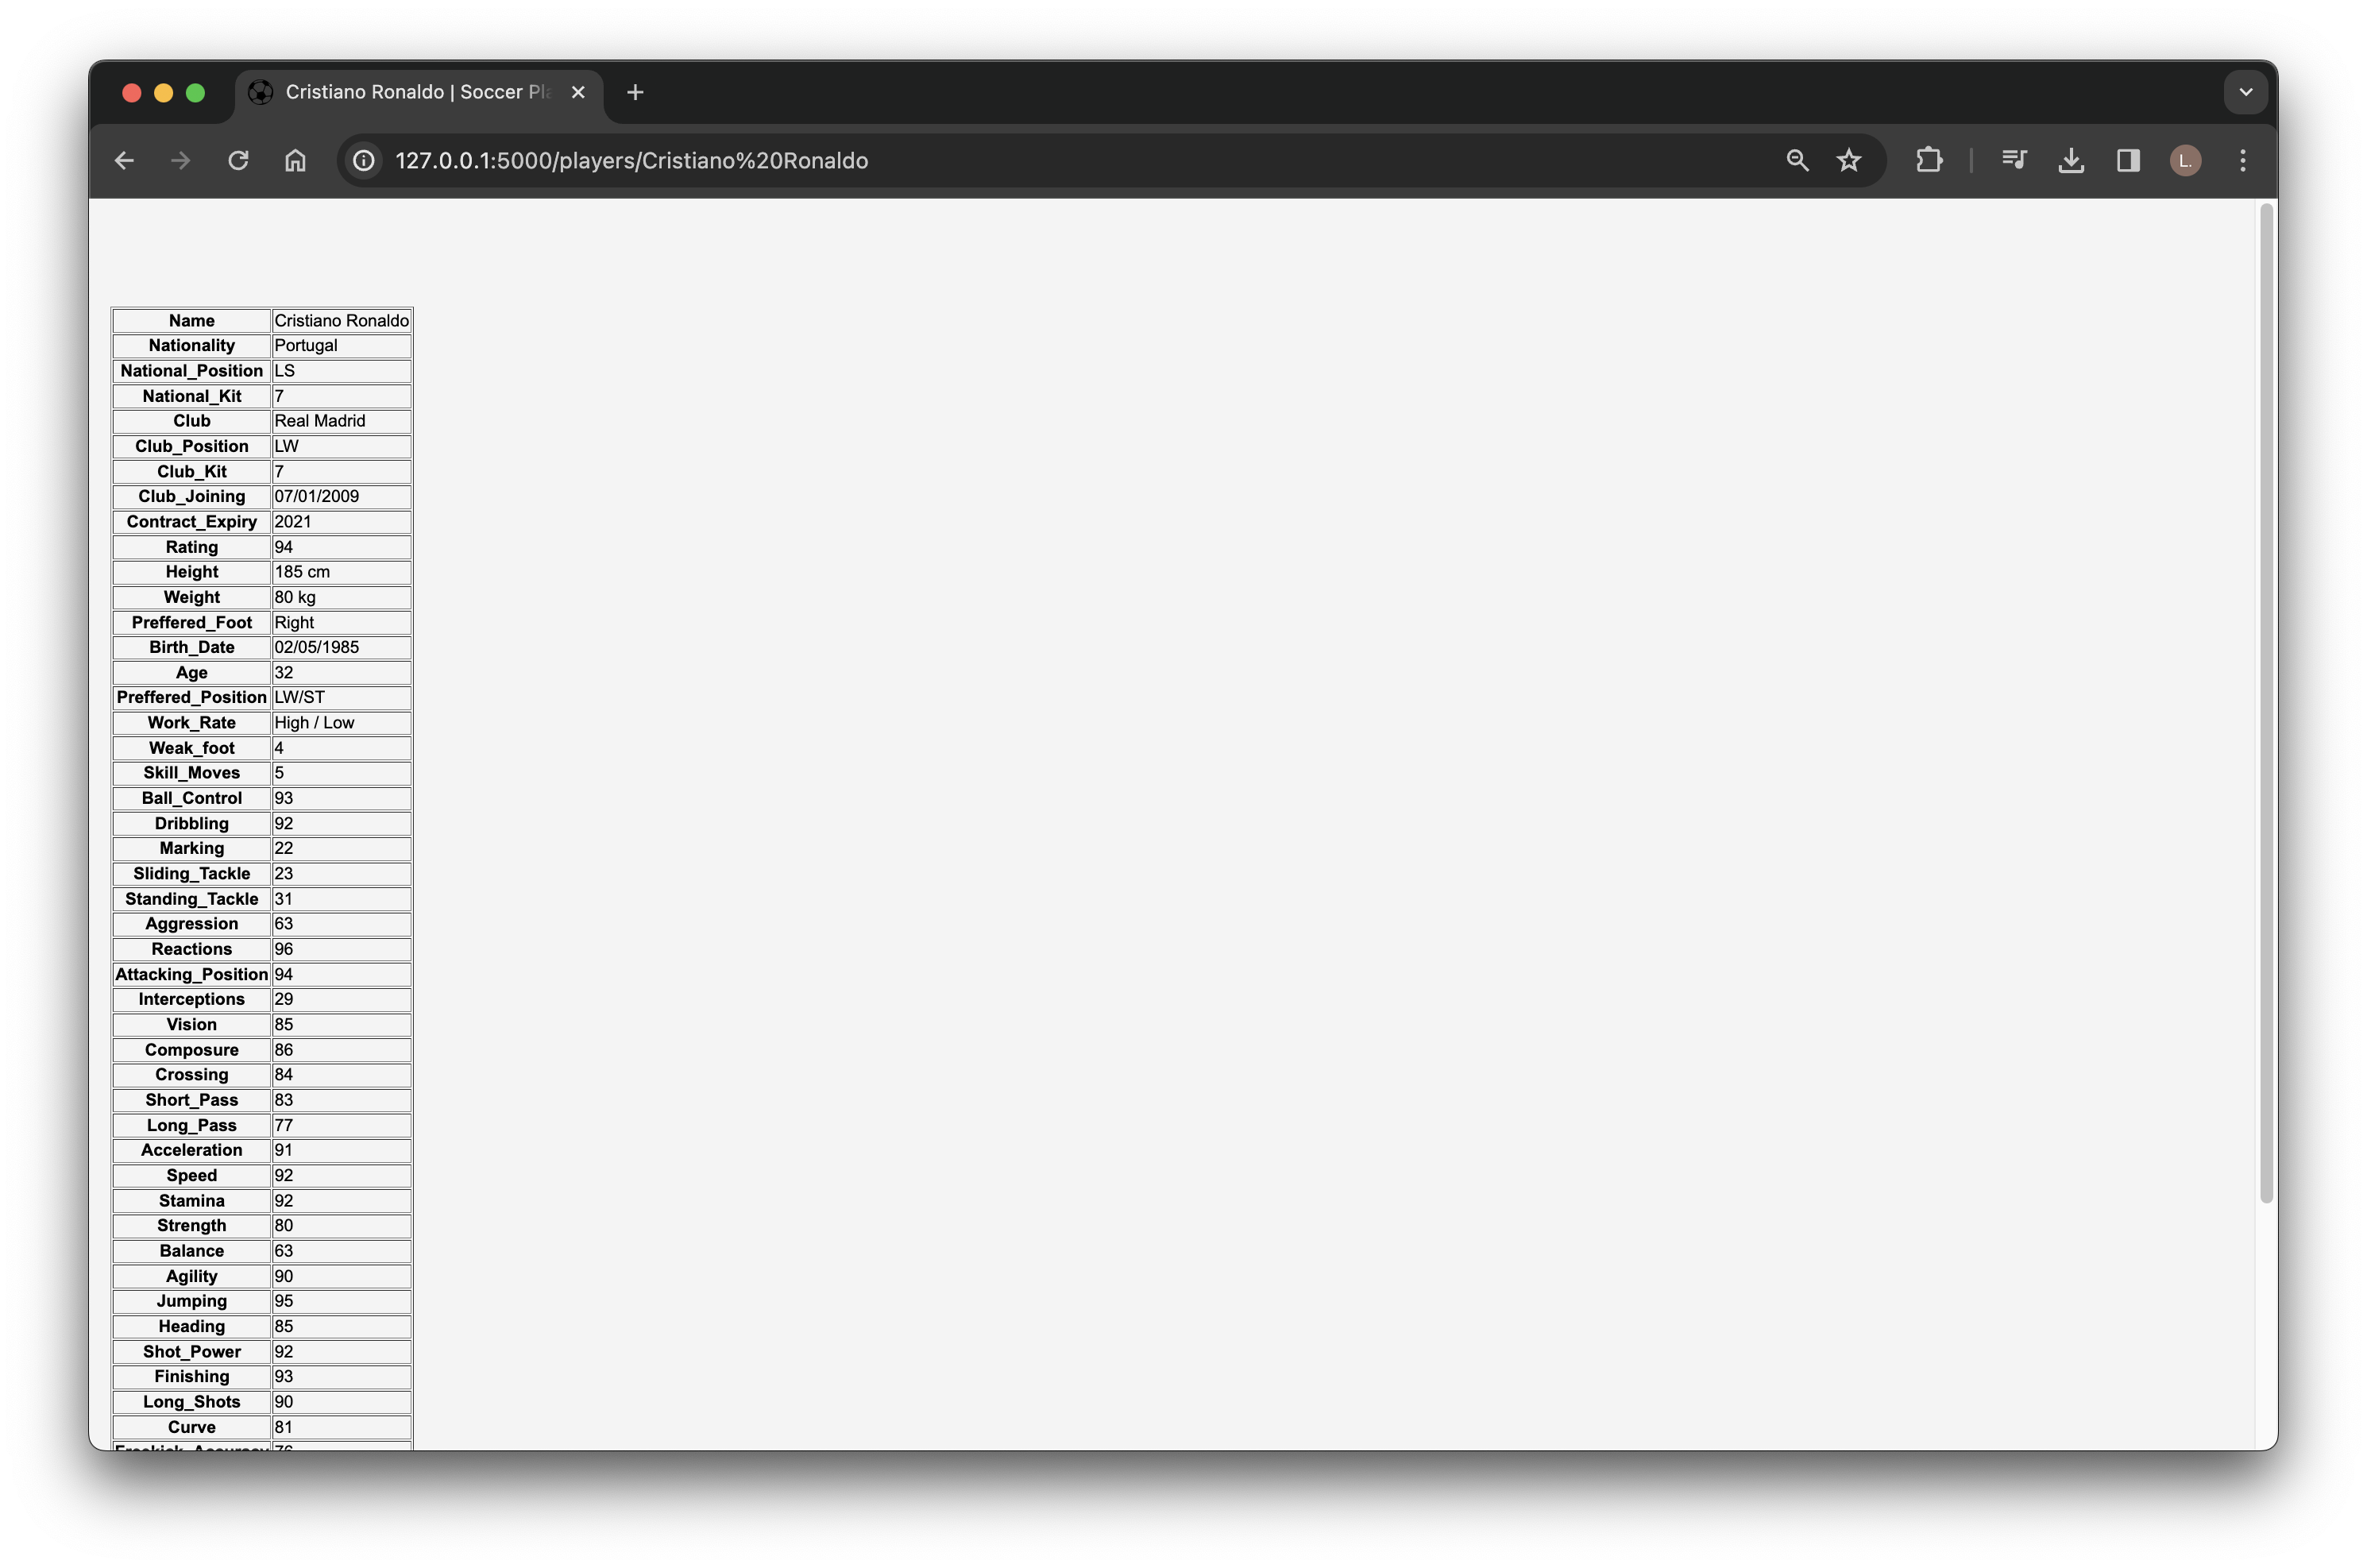 Cristiano Ronaldo | Soccer Pla
127.0.0.1:5000/players/Cristiano%20Ronaldo
L.
Name Cristiano Ronaldo
Nationality Portugal
National_Position LS
National_Kit 7
Club Real Madrid
Club_Position LW
Club_Kit 7
Club_Joining 07/01/2009
Contract_Expiry 2021
Rating 94
Height 185 cm
Weight 80 kg
Preffered_Foot Right
Birth_Date 02/05/1985
Age 32
Preffered_Position LW/ST
Work_Rate High / Low
Weak_foot 4
Skill_Moves 5
Ball_Control 93
Dribbling 92
Marking 22
Sliding_Tackle 23
Standing_Tackle 31
Aggression 63
Reactions 96
Attacking_Position 94
Interceptions 29
Vision 85
Composure 86
Crossing 84
Short_Pass 83
Long_Pass 77
Acceleration 91
Speed 92
Stamina 92
Strength 80
Balance 63
Agility 90
Jumping 95
Heading 85
Shot_Power 92
Finishing 93
Long_Shots 90
Curve 81
Freekick_Accuracy 76